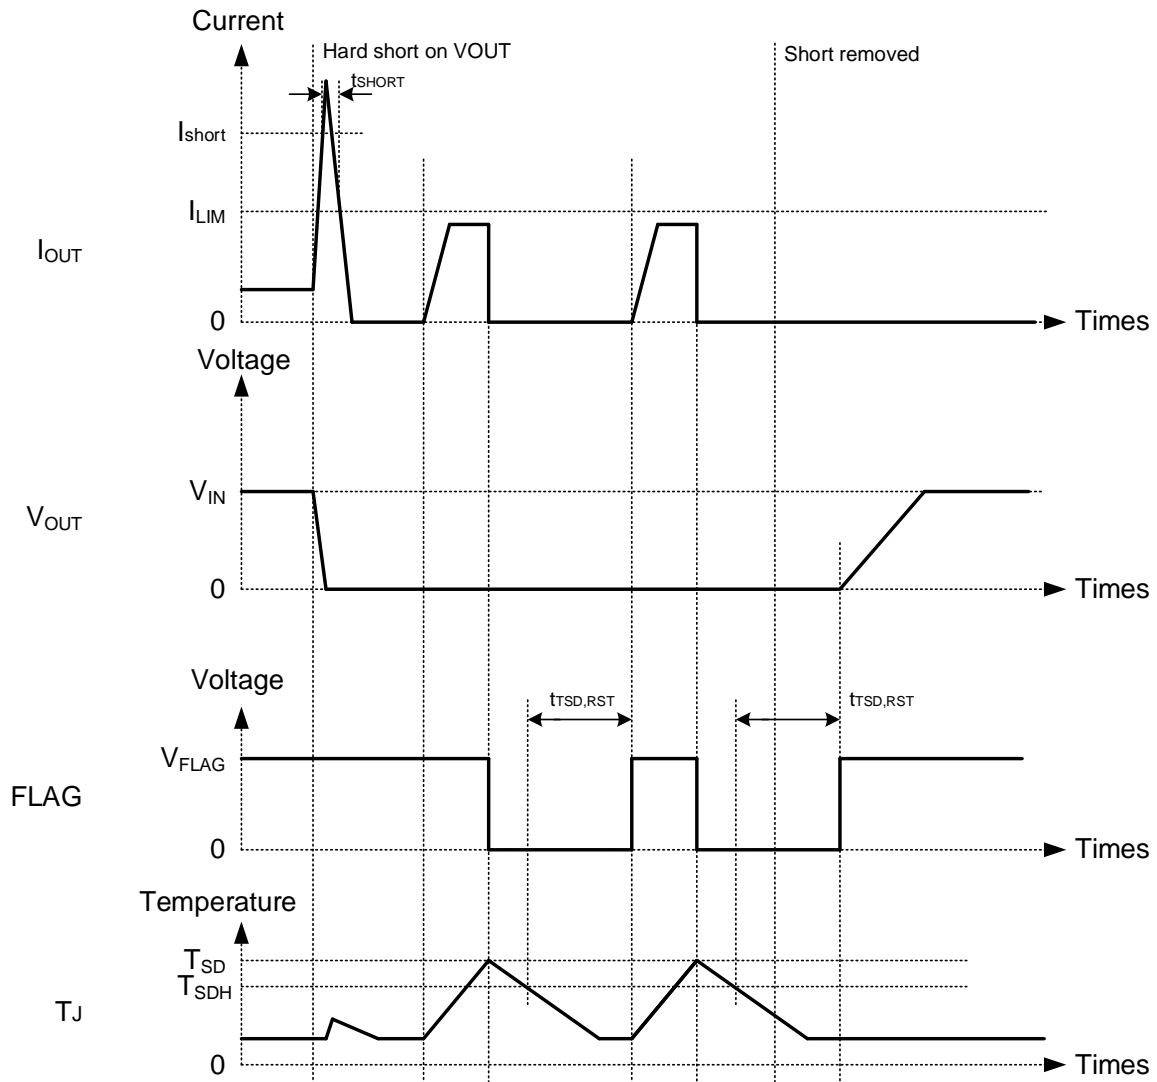 Current
Hard short on VOUT
Short removed
tSHORT
Ishort
ILIM
IOUT
0
Times
Voltage
VIN
VOUT
0
Times
Voltage
tTSD,RST
tTSD,RST
VFLAG
FLAG
0
Times
Temperature
TSD
TSDH
TJ
0
Times